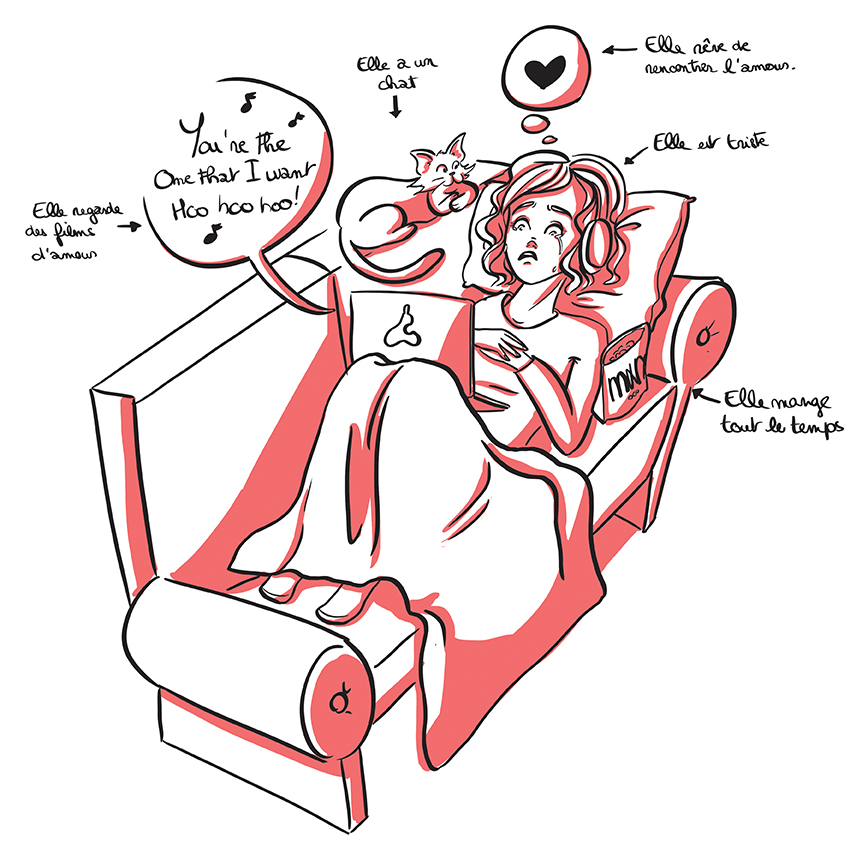 Elle rêve de
rencontrer l'amour.
Elle a un
chat
You're the
One that I want
Hoo hoo hoo!
Elle est triste
Elle regarde
des films
d'amour
Elle mange
tout le temps